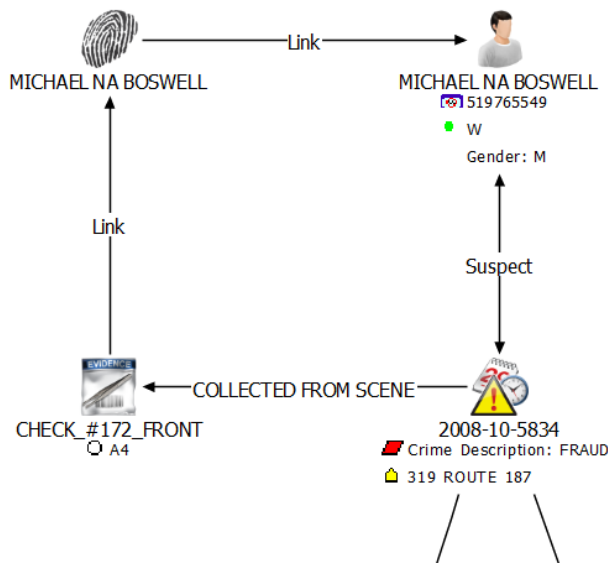 Link
MICHAEL NA BOSWELL
MICHAEL NA BOSWELL
519765549
W
Gender: M
Link
Suspect
EVIDENCE
COLLECTED FROM SCENE
CHECK_#172_FRONT
A4
2008-10-5834
Crime Description: FRAUD
319 ROUTE 187